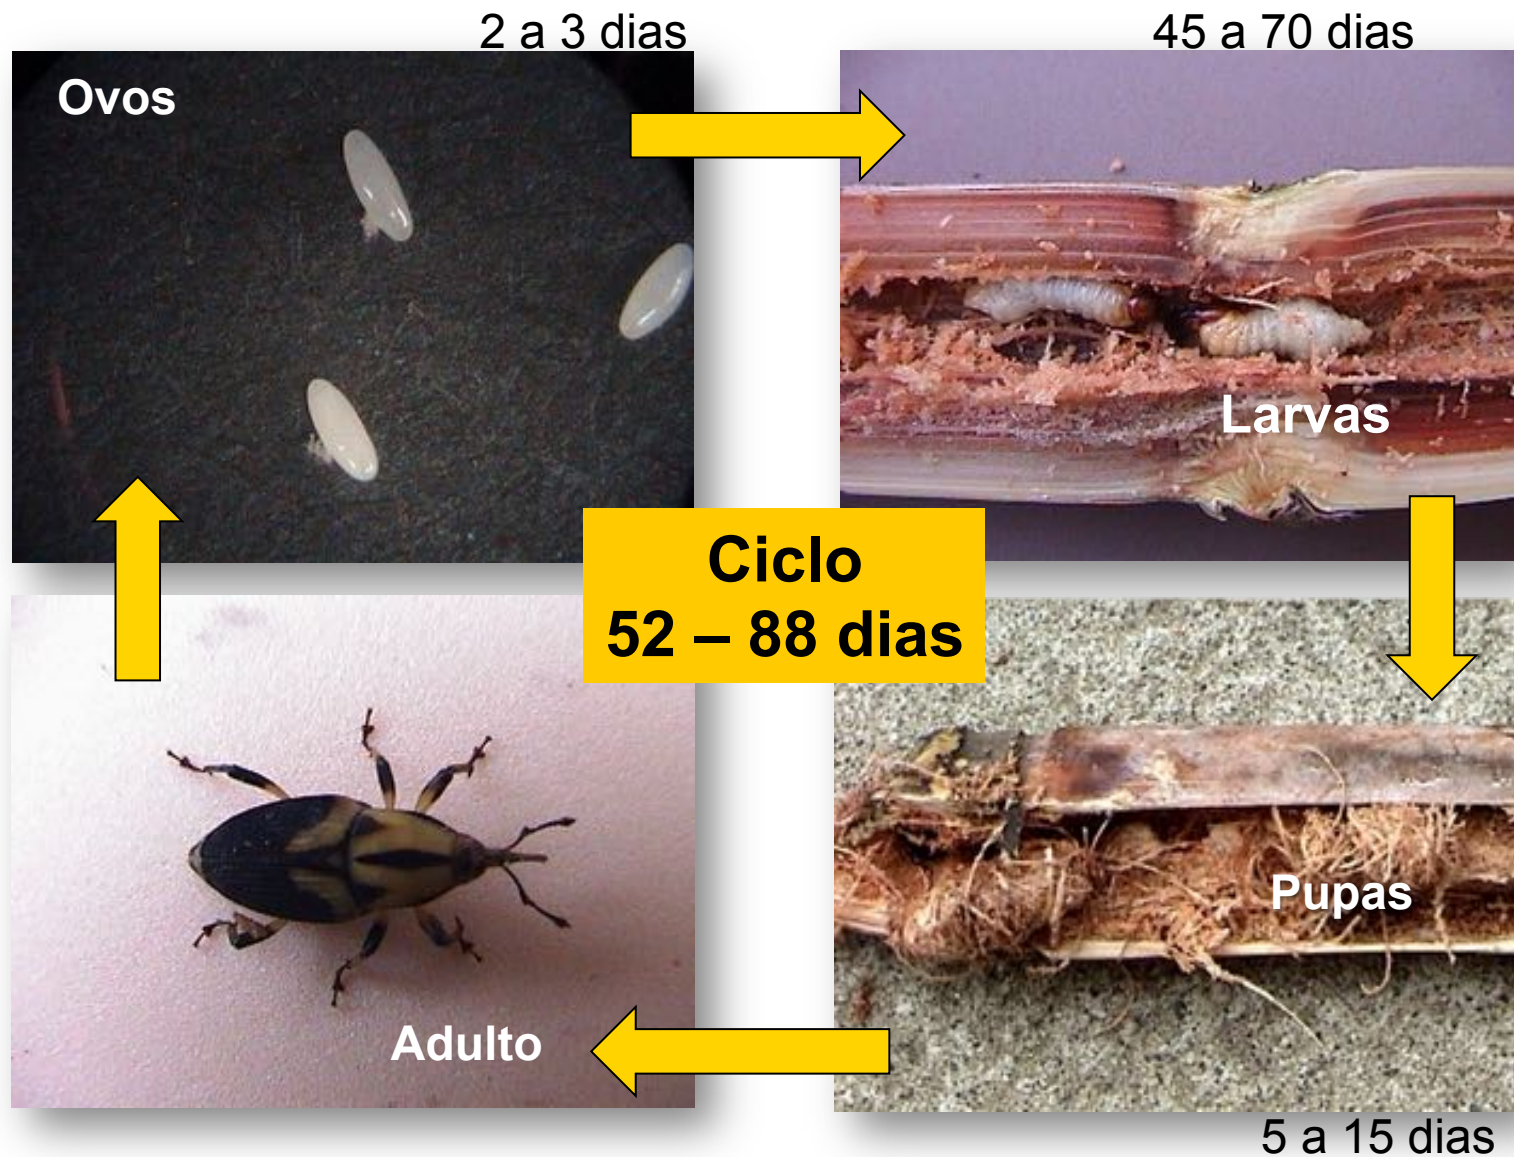 2 a 3 dias
45 a 70 dias
Ovos
Larvas
Ciclo
52 – 88 dias
Pupas
Adulto
5 a 15 dias